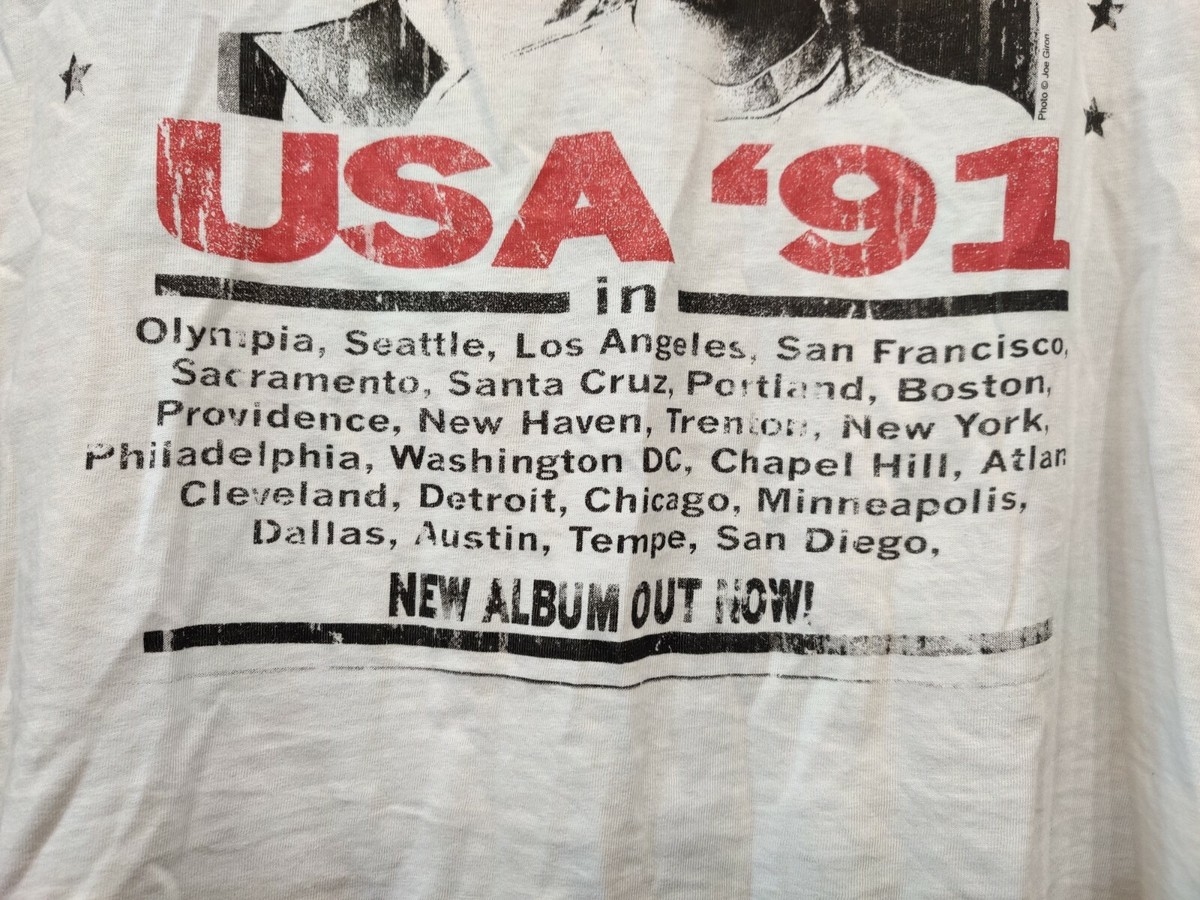 Photo © Joe Giron
USA '91
in
Olympia, Seattle, Los Angeles, San Francisco,
Sacramento, Santa Cruz, Portland, Boston,
Providence, New Haven, Trenton, New York,
Philadelphia, Washington DC, Chapel Hill, Atlan
Cleveland, Detroit, Chicago, Minneapolis,
Dallas, Austin, Tempe, San Diego,
NEW ALBUM OUT NOW!